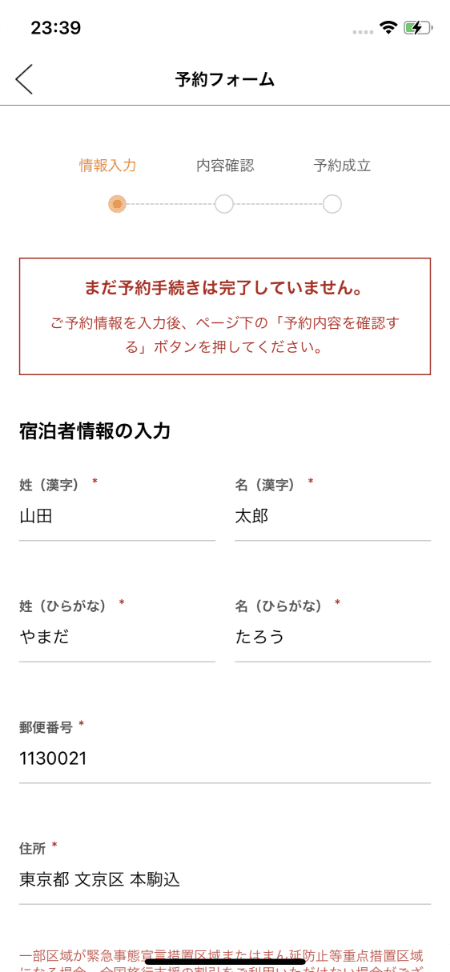 23:39
予約フォーム
情報入力 内容確認 予約成立
まだ予約手続きは完了していません。
ご予約情報を入力後、ページ下の「予約内容を確認す
る」ボタンを押してください。
宿泊者情報の入力
姓（漢字） * 名（漢字） *
山田 太郎
姓（ひらがな） * 名（ひらがな） *
やまだ たろう
郵便番号 *
1130021
住所 *
東京都 文京区 本駒込
一部区域が緊急事態宣言措置区域またはまん延防止等重点措置区域
になる場合、全国旅行支援の割引をご利用いただけない場合がござ